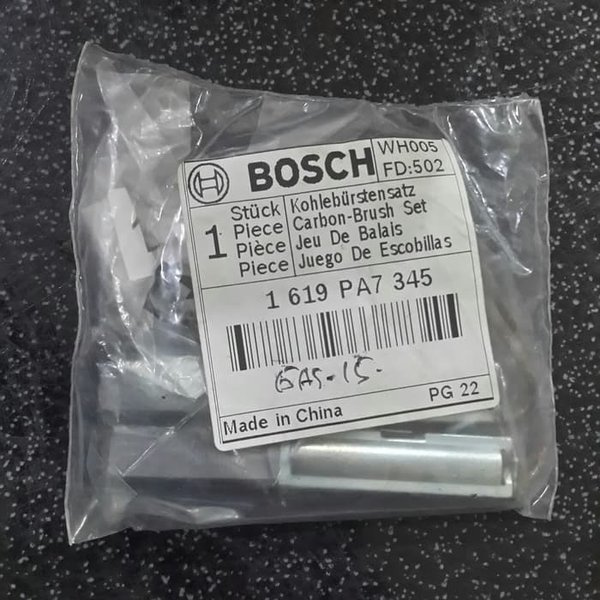 BOSCH
WH005
FD:502
1
Stück Kohlebürstensatz
Piece Carbon-Brush Set
Pièce Jeu De Balais
Piece Juego De Escobillas
1 619 PA7 345
GAS-15-
Made in China
PG 22